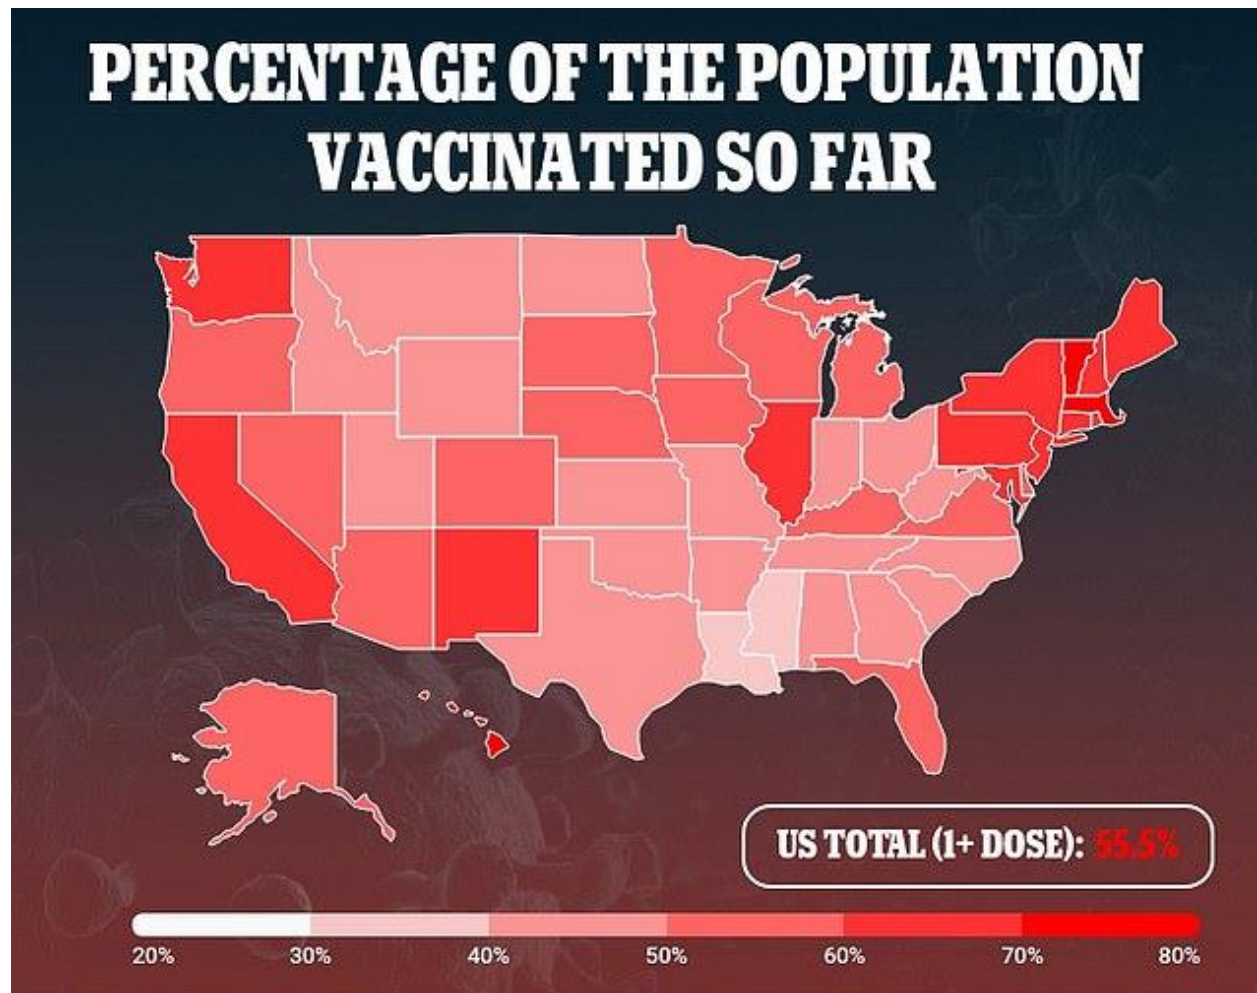 PERCENTAGE OF THE POPULATION
VACCINATED SO FAR
US TOTAL (1+ DOSE): 55.5%
20% 30% 40% 50% 60% 70% 80%